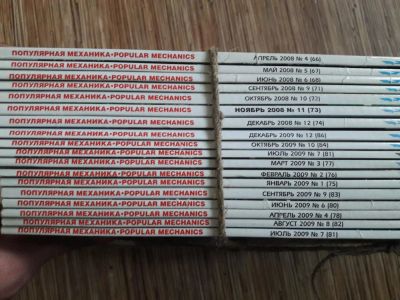 ПОПУЛЯРНАЯ МЕХАНИКА·POPULAR MECHANICS АПРЕЛЬ 2008 № 4 (66)
ПОПУЛЯРНАЯ МЕХАНИКА·POPULAR MECHANICS МАЙ 2008 № 5 (67)
ПОПУЛЯРНАЯ МЕХАНИКА·POPULAR MECHANICS ИЮНЬ 2008 № 6 (68)
ПОПУЛЯРНАЯ МЕХАНИКА·POPULAR MECHANICS СЕНТЯБРЬ 2008 № 9 (71)
ПОПУЛЯРНАЯ МЕХАНИКА·POPULAR MECHANICS ОКТЯБРЬ 2008 № 10 (72)
ПОПУЛЯРНАЯ МЕХАНИКА·POPULAR MECHANICS НОЯБРЬ 2008 № 11 (73)
ПОПУЛЯРНАЯ МЕХАНИКА·POPULAR MECHANICS ДЕКАБРЬ 2008 № 12 (74)
ПОПУЛЯРНАЯ МЕХАНИКА·POPULAR MECHANICS ДЕКАБРЬ 2009 № 12 (86)
ПОПУЛЯРНАЯ МЕХАНИКА·POPULAR MECHANICS ОКТЯБРЬ 2009 № 10 (84)
ПОПУЛЯРНАЯ МЕХАНИКА·POPULAR MECHANICS ИЮЛЬ 2009 № 7 (81)
ПОПУЛЯРНАЯ МЕХАНИКА·POPULAR MECHANICS МАРТ 2009 № 3 (77)
ПОПУЛЯРНАЯ МЕХАНИКА·POPULAR MECHANICS ФЕВРАЛЬ 2009 № 2 (76)
ПОПУЛЯРНАЯ МЕХАНИКА·POPULAR MECHANICS ЯНВАРЬ 2009 № 1 (75)
ПОПУЛЯРНАЯ МЕХАНИКА·POPULAR MECHANICS СЕНТЯБРЬ 2009 № 9 (83)
ПОПУЛЯРНАЯ МЕХАНИКА·POPULAR MECHANICS ИЮНЬ 2009 № 6 (80)
ПОПУЛЯРНАЯ МЕХАНИКА·POPULAR MECHANICS АПРЕЛЬ 2009 № 4 (78)
ПОПУЛЯРНАЯ МЕХАНИКА·POPULAR MECHANICS АВГУСТ 2009 № 8 (82)
ПОПУЛЯРНАЯ МЕХАНИКА·POPULAR MECHANICS ИЮЛЬ 2009 № 7 (81)